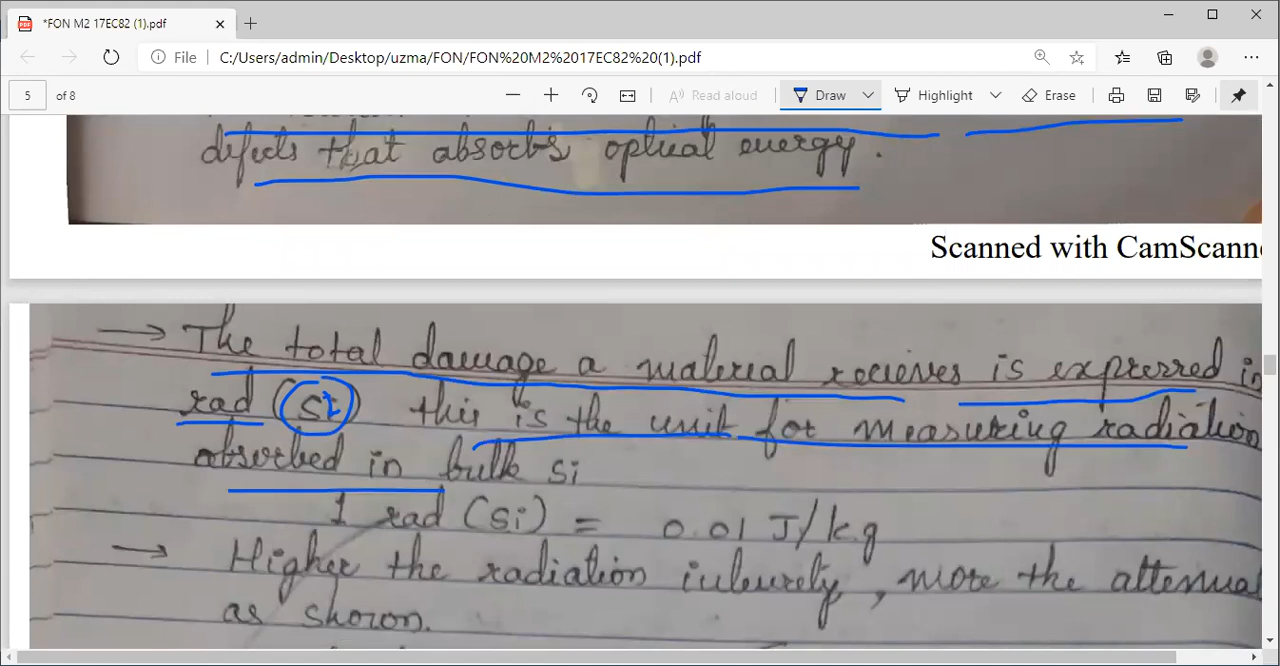 *FON M2 17EC82 (1).pdf
File C:/Users/admin/Desktop/uzma/FON/FON%20M2%2017EC82%20(1).pdf
5 of 8 Read aloud Draw Highlight Erase
defects that absorbs optical energy.
Scanned with CamScann
→ The total damage a material recieves is expressed in
rad (Si) this is the unit for measuring radiation
absorbed in bulk si
1 rad (Si) = 0.01 J/k.g
→ Higher the radiation intensity, more the attenua
as shown.